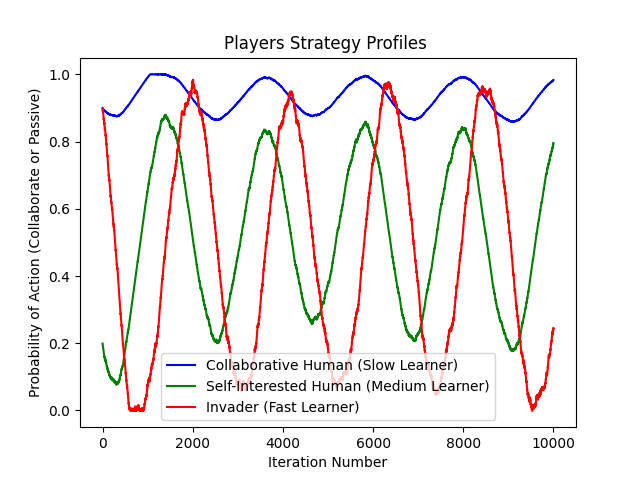 Players Strategy Profiles
Probability of Action (Collaborate or Passive)
1.0
0.8
0.6
0.4
0.2
0.0
Collaborative Human (Slow Learner)
Self-Interested Human (Medium Learner)
Invader (Fast Learner)
0 2000 4000 6000 8000 10000
Iteration Number